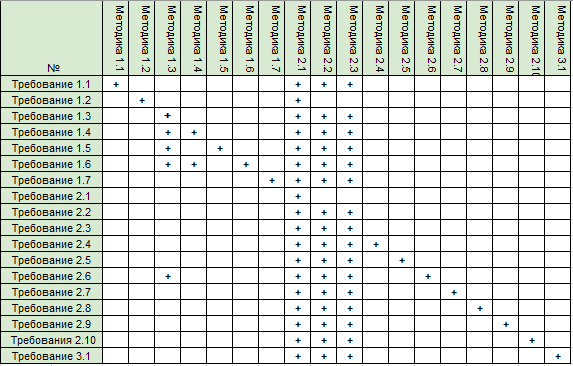 № Методика 1.1 Методика 1.2 Методика 1.3 Методика 1.4 Методика 1.5 Методика 1.6 Методика 1.7 Методика 2.1 Методика 2.2 Методика 2.3 Методика 2.4 Методика 2.5 Методика 2.6 Методика 2.7 Методика 2.8 Методика 2.9 Методика 2.10 Методика 3.1
Требование 1.1 + + + +
Требование 1.2 + +
Требование 1.3 + + + +
Требование 1.4 + + + + +
Требование 1.5 + + + + +
Требование 1.6 + + + + + +
Требование 1.7 + + + +
Требование 2.1 +
Требование 2.2 + + +
Требование 2.3 + + +
Требование 2.4 + + + +
Требование 2.5 + + + +
Требование 2.6 + + + + +
Требование 2.7 + + + +
Требование 2.8 + + + +
Требование 2.9 + + + +
Требования 2.10 + + + +
Требование 3.1 + + + +